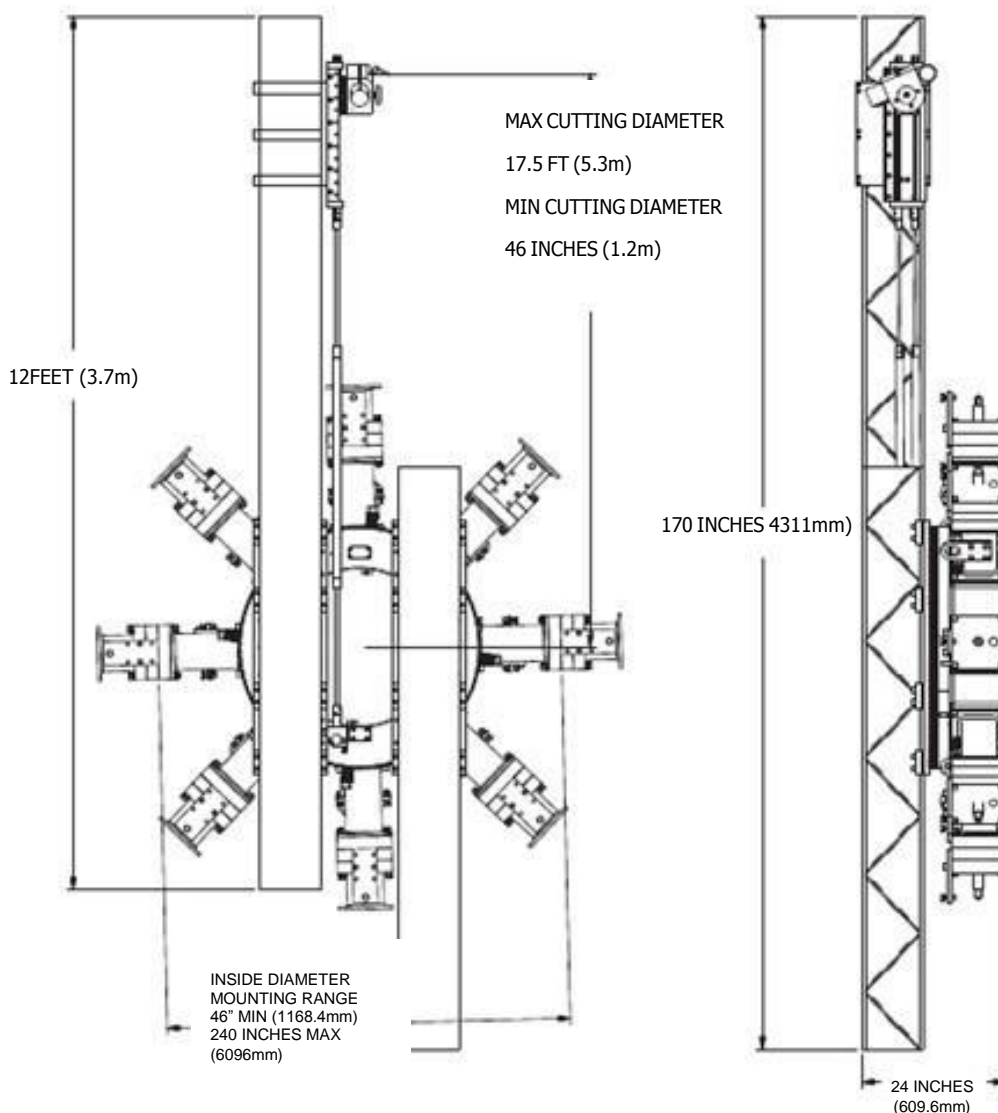 MAX CUTTING DIAMETER
17.5 FT (5.3m)
MIN CUTTING DIAMETER
46 INCHES (1.2m)
12FEET (3.7m)
170 INCHES 4311mm)
INSIDE DIAMETER
MOUNTING RANGE
46” MIN (1168.4mm)
240 INCHES MAX
(6096mm)
24 INCHES
(609.6mm)